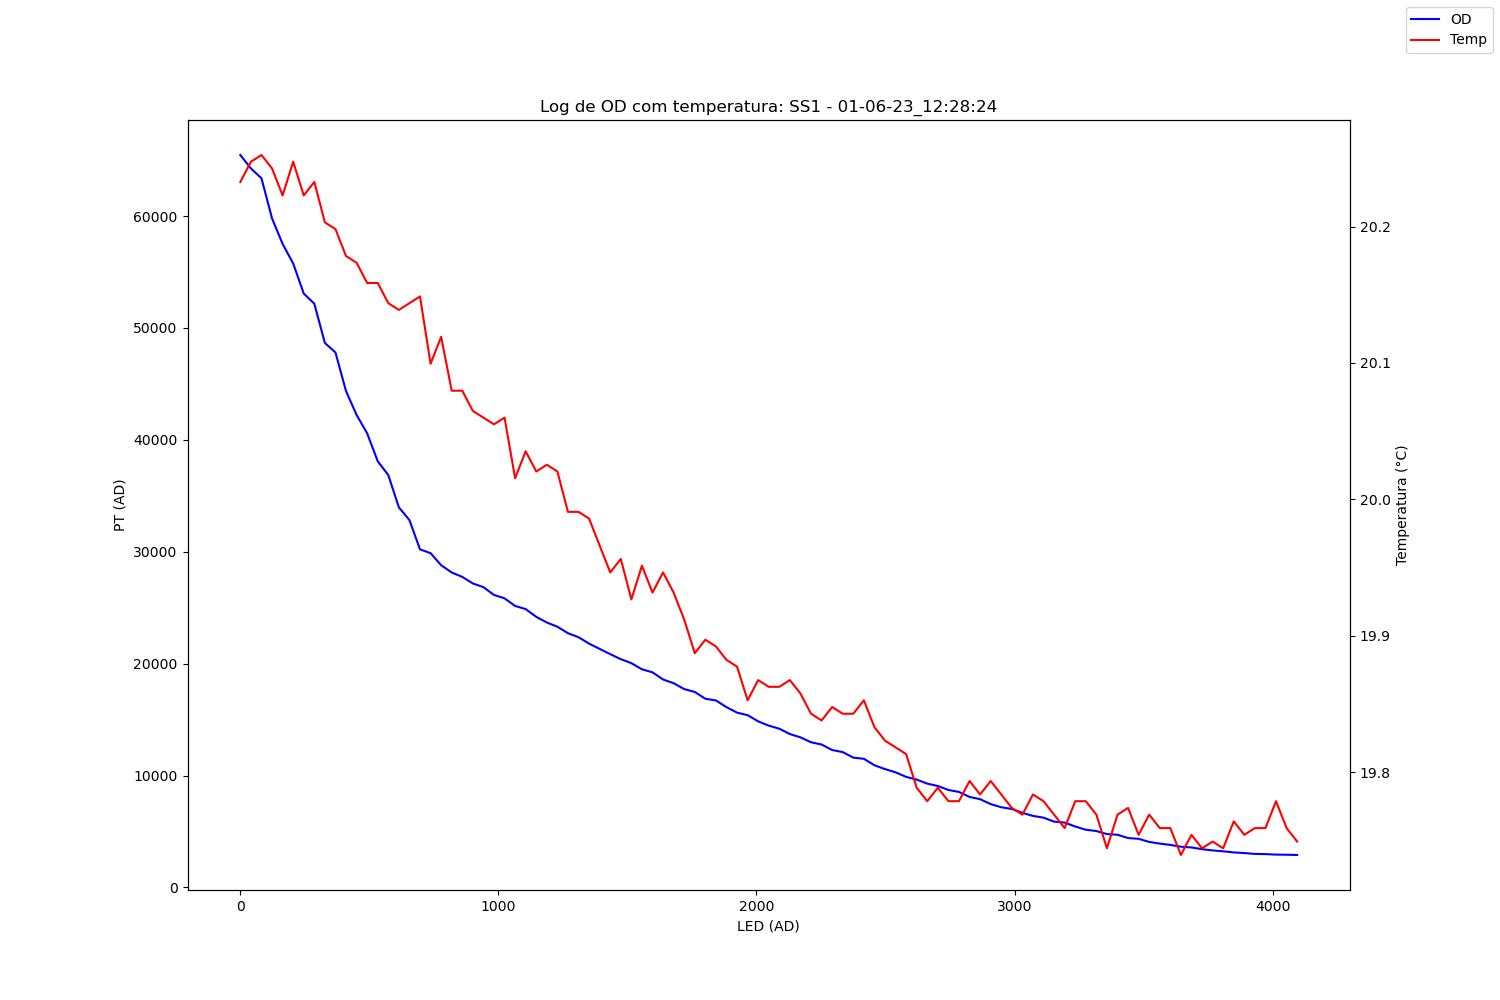 OD
Temp
Log de OD com temperatura: SS1 - 01-06-23_12:28:24
60000
50000
40000
30000
20000
10000
0
PT (AD)
20.2
20.1
20.0
19.9
19.8
Temperatura (°C)
0 1000 2000 3000 4000
LED (AD)